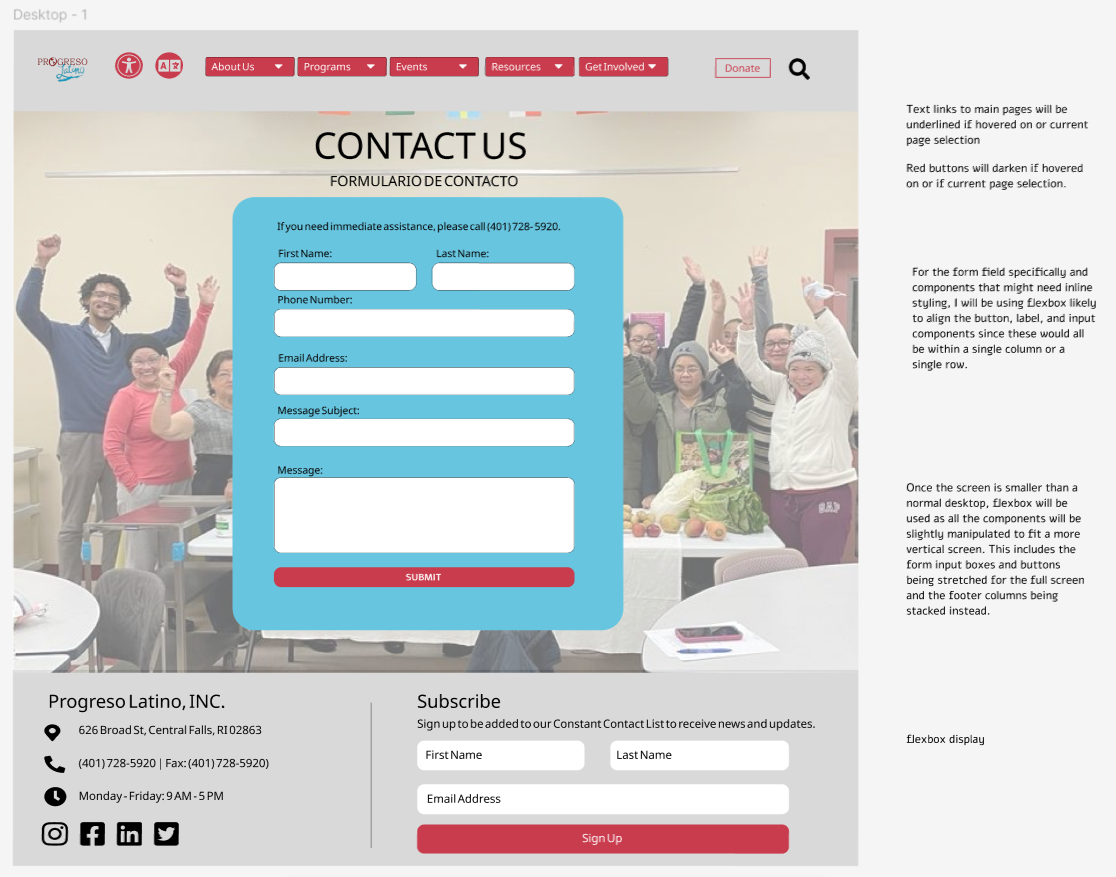 Desktop - 1
PROGRESO
Latino
About Us
Programs
Events
Resources
Get Involved
Donate
CONTACT US
FORMULARIO DE CONTACTO
If you need immediate assistance, please call (401) 728- 5920.
First Name: Last Name:
Phone Number:
Email Address:
Message Subject:
Message:
SUBMIT
GAP
Progreso Latino, INC.
626 Broad St, Central Falls, RI 02863
(401) 728-5920 | Fax: (401) 728-5920)
Monday - Friday: 9 AM - 5 PM
Subscribe
Sign up to be added to our Constant Contact List to receive news and updates.
First Name Last Name
Email Address
Sign Up
Text links to main pages will be
underlined if hovered on or current
page selection
Red buttons will darken if hovered
on or if current page selection.
For the form field specifically and
components that might need inline
styling, I will be using flexbox likely
to align the button, label, and input
components since these would all
be within a single column or a
single row.
Once the screen is smaller than a
normal desktop, flexbox will be
used as all the components will be
slightly manipulated to fit a more
vertical screen. This includes the
form input boxes and buttons
being stretched for the full screen
and the footer columns being
stacked instead.
flexbox display